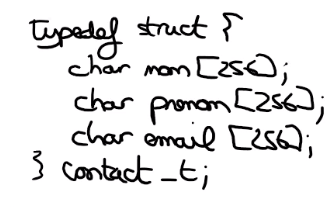 typedef struct {
char nom [256];
char prenom [256];
char email [256];
} contact_t;